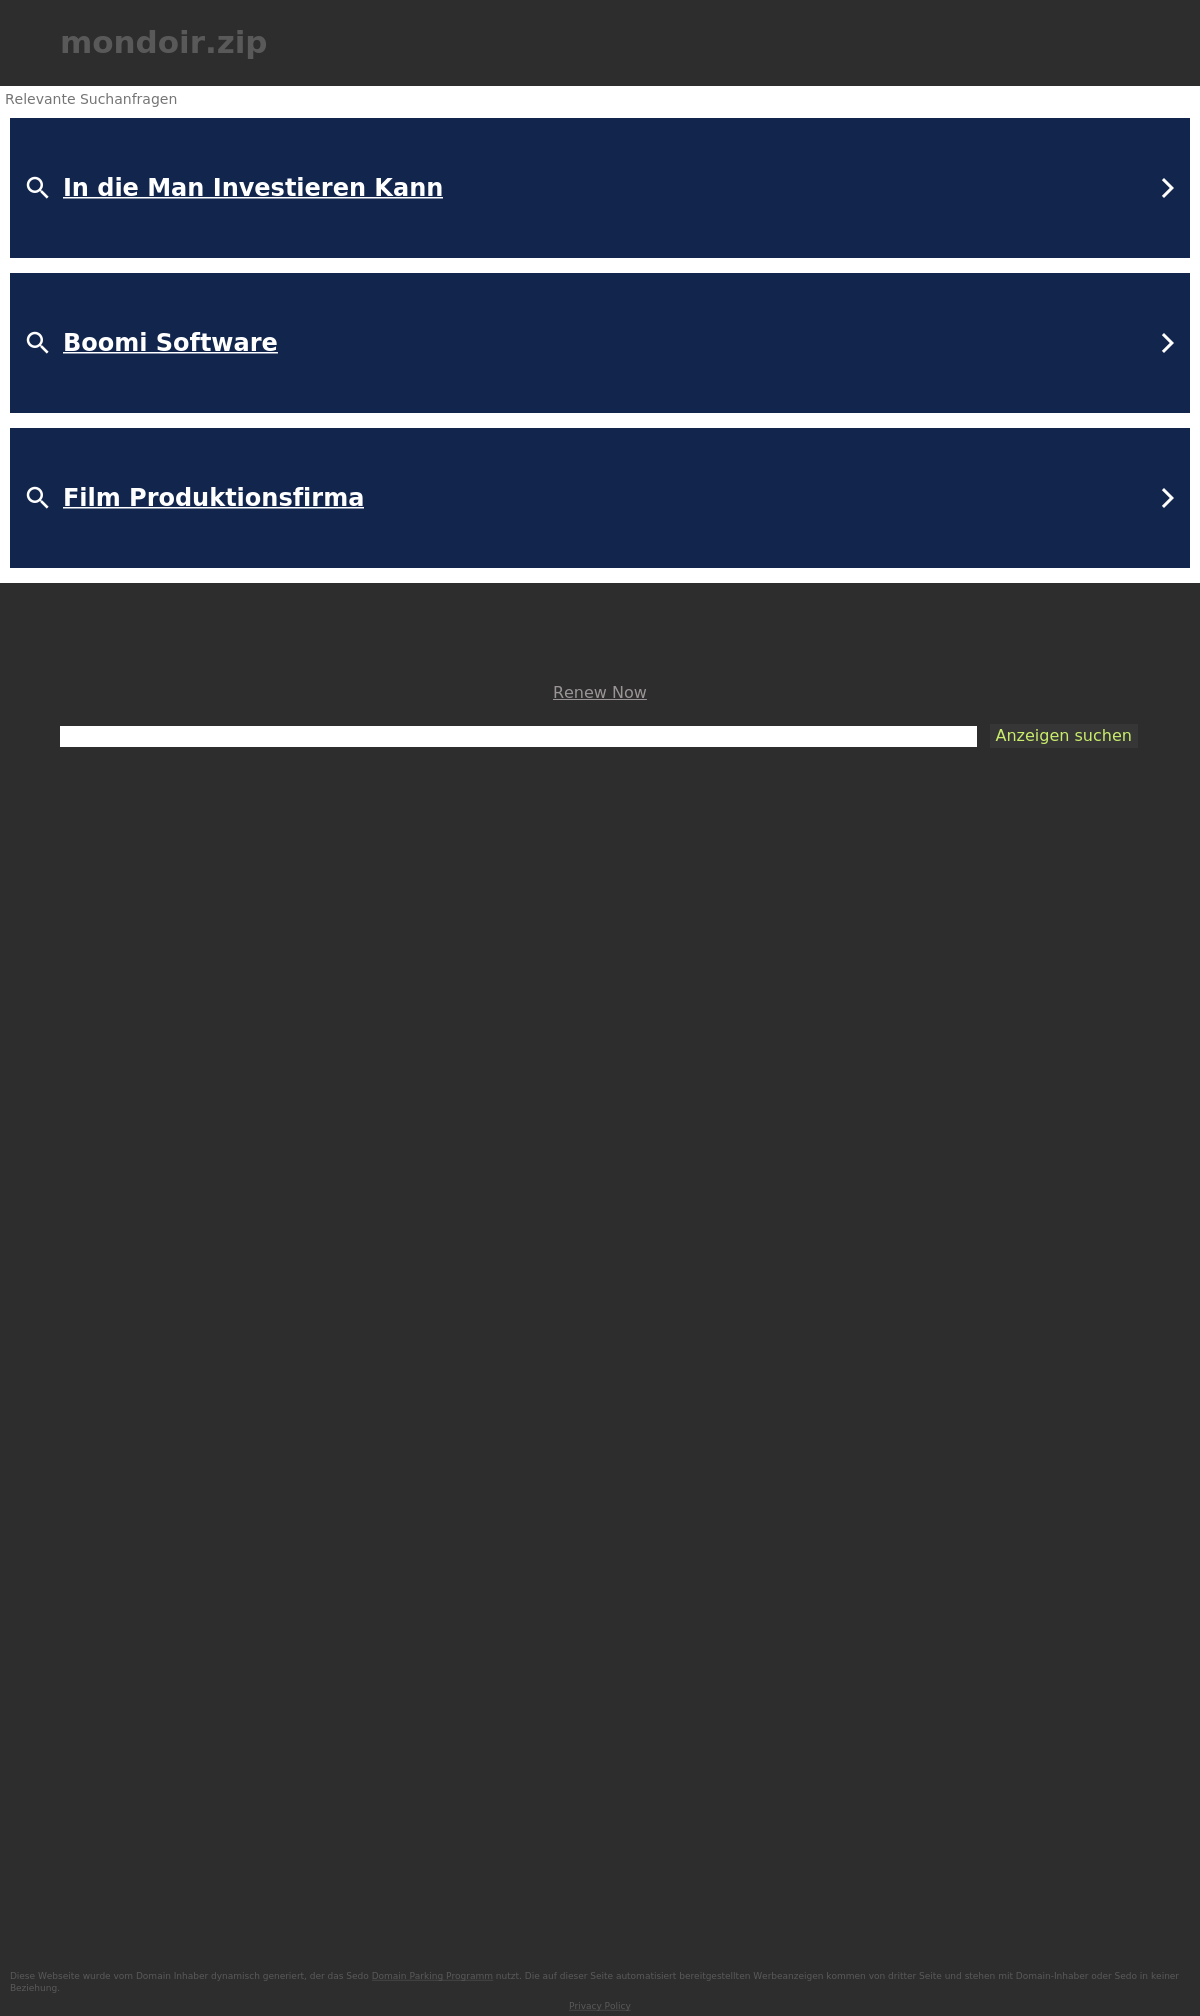 mondoir.zip
Relevante Suchanfragen
In die Man Investieren Kann
Boomi Software
Film Produktionsfirma
Renew Now
Anzeigen suchen
Diese Webseite wurde vom Domain Inhaber dynamisch generiert, der das Sedo Domain Parking Programm nutzt. Die auf dieser Seite automatisiert bereitgestellten Werbeanzeigen kommen von dritter Seite und stehen mit Domain-Inhaber oder Sedo in keiner
Beziehung.
Privacy Policy